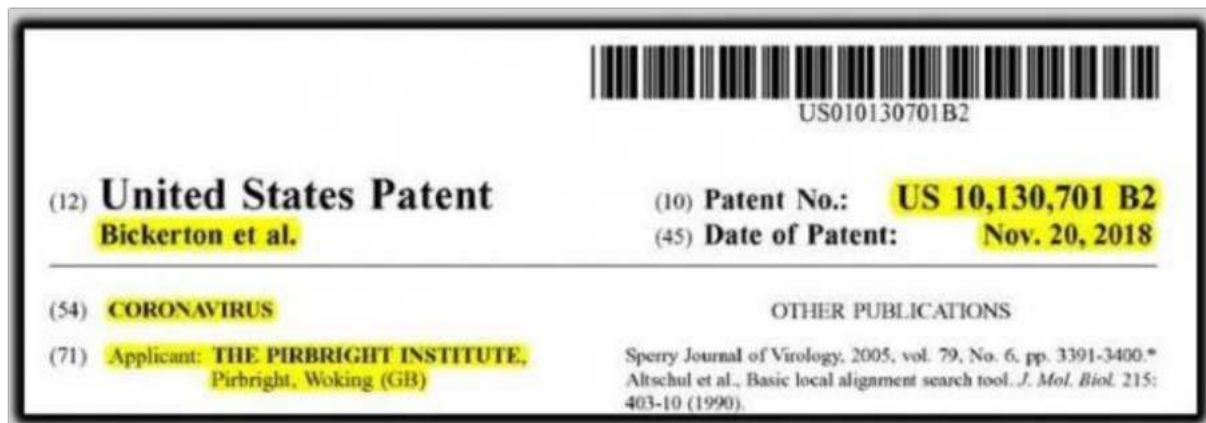 US010130701B2
(12) United States Patent
Bickerton et al.
(10) Patent No.: US 10,130,701 B2
(45) Date of Patent: Nov. 20, 2018
(54) CORONAVIRUS
(71) Applicant: THE PIRBRIGHT INSTITUTE,
Pirbright, Woking (GB)
OTHER PUBLICATIONS
Sperry Journal of Virology, 2005, vol. 79, No. 6, pp. 3391-3400.*
Altschul et al., Basic local alignment search tool. J. Mol. Biol. 215:
403-10 (1990).